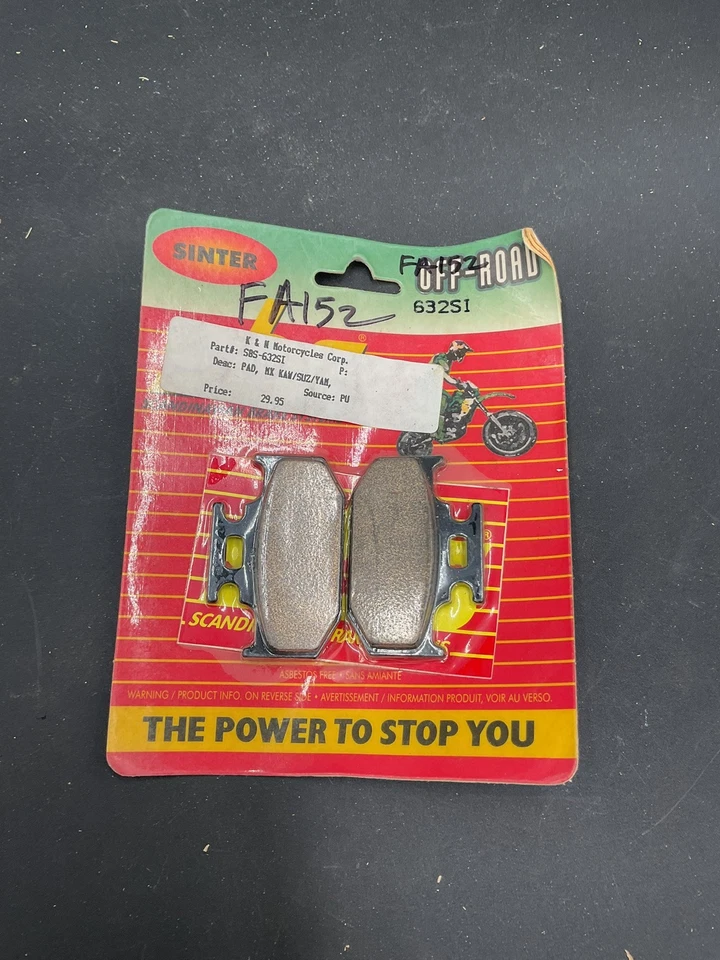 SINTER
FA152
OFF-ROAD
632SI
FA152
K & N Motorcycles Corp.
Part#: SBS-632SI P:
Desc: PAD, MX KAW/SUZ/YAM,
Price: 29.95 Source: PU
SCANDI
ASBESTOS FREE • SANS AMIANTE
WARNING / PRODUCT INFO. ON REVERSE SIDE • AVERTISSEMENT / INFORMATION PRODUIT, VOIR AU VERSO.
THE POWER TO STOP YOU